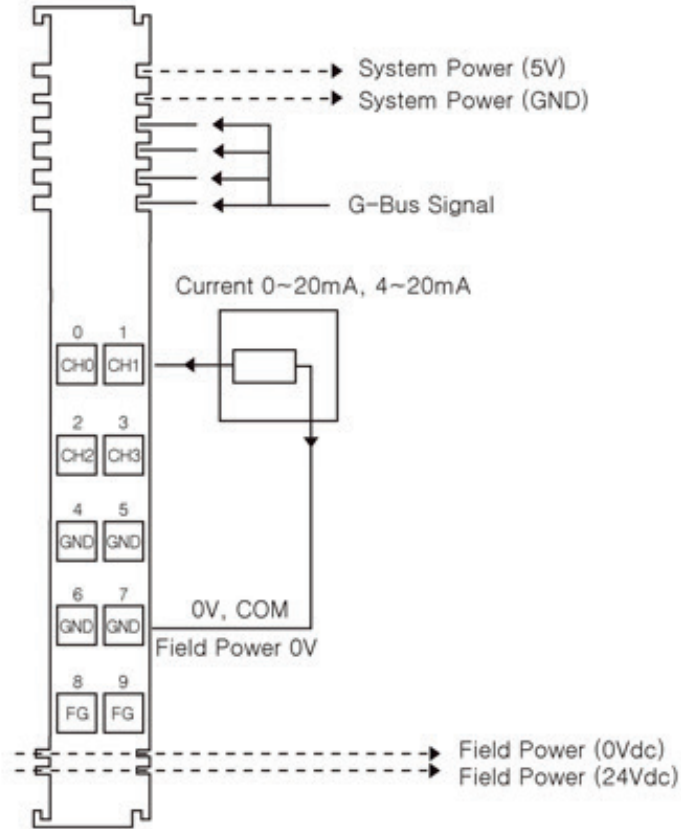 System Power (5V)
System Power (GND)
G-Bus Signal
Current 0~20mA, 4~20mA
0 1
CH0 CH1
2 3
CH2 CH3
4 5
GND GND
6 7
GND GND
0V, COM
Field Power 0V
8 9
FG FG
Field Power (0Vdc)
Field Power (24Vdc)